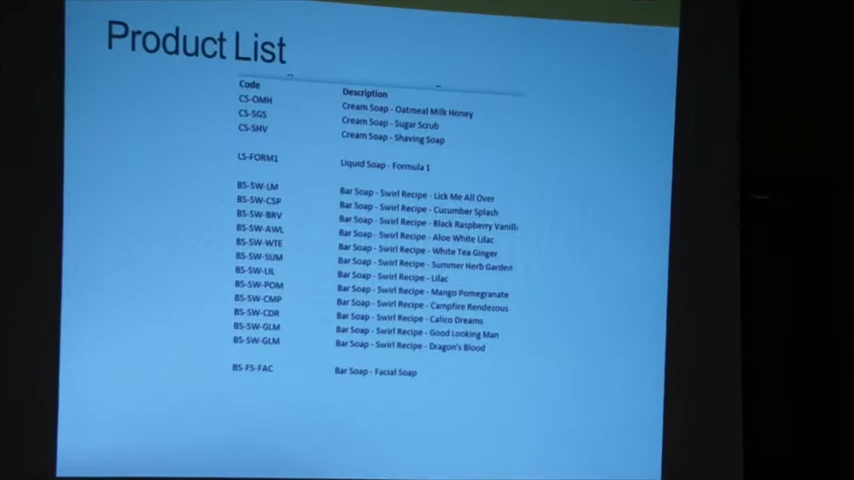 Product List
Code Description
CS-OMH Cream Soap - Oatmeal Milk Honey
CS-SGS Cream Soap - Sugar Scrub
CS-SHV Cream Soap - Shaving Soap
LS-FORM1 Liquid Soap - Formula 1
BS-SW-LM Bar Soap - Swirl Recipe - Lick Me All Over
BS-SW-CSP Bar Soap - Swirl Recipe - Cucumber Splash
BS-SW-BRV Bar Soap - Swirl Recipe - Black Raspberry Vanilla
BS-SW-AWL Bar Soap - Swirl Recipe - Aloe White Lilac
BS-SW-WTE Bar Soap - Swirl Recipe - White Tea Ginger
BS-SW-SUM Bar Soap - Swirl Recipe - Summer Herb Garden
BS-SW-LIL Bar Soap - Swirl Recipe - Lilac
BS-SW-POM Bar Soap - Swirl Recipe - Mango Pomegranate
BS-SW-CMP Bar Soap - Swirl Recipe - Campfire Rendezous
BS-SW-CDR Bar Soap - Swirl Recipe - Calico Dreams
BS-SW-GLM Bar Soap - Swirl Recipe - Good Looking Man
BS-SW-GLM Bar Soap - Swirl Recipe - Dragon's Blood
BS-FS-FAC Bar Soap - Facial Soap